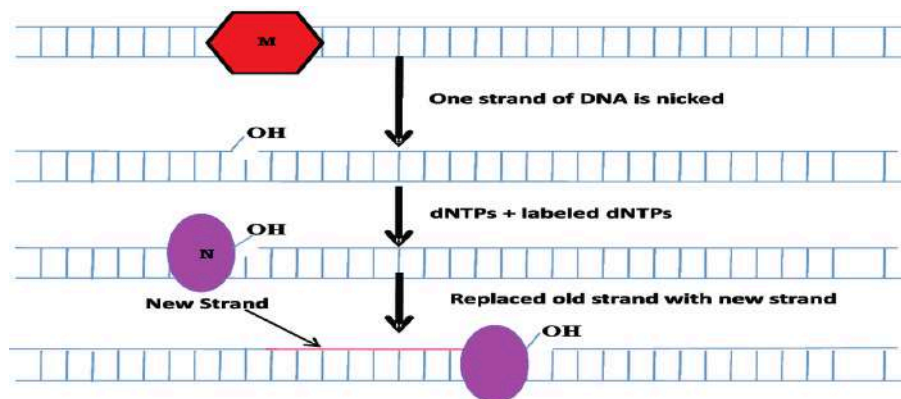 M
One strand of DNA is nicked
OH
dNTPs + labeled dNTPs
OH
N
New Strand
Replaced old strand with new strand
OH